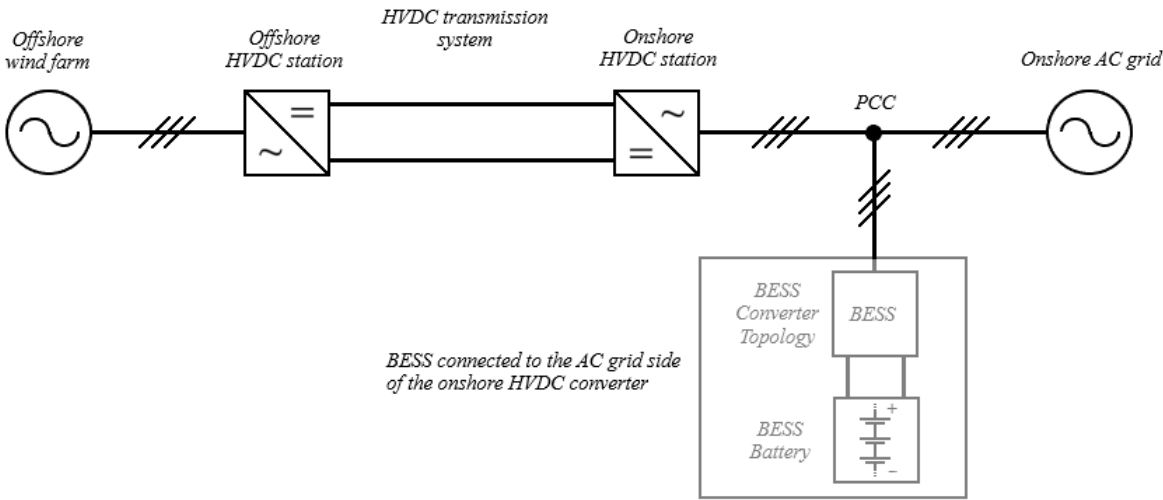 Offshore
wind farm
Offshore
HVDC station
HVDC transmission
system
Onshore
HVDC station
PCC
Onshore AC grid
BESS
Converter
Topology
BESS
BESS connected to the AC grid side
of the onshore HVDC converter
BESS
Battery